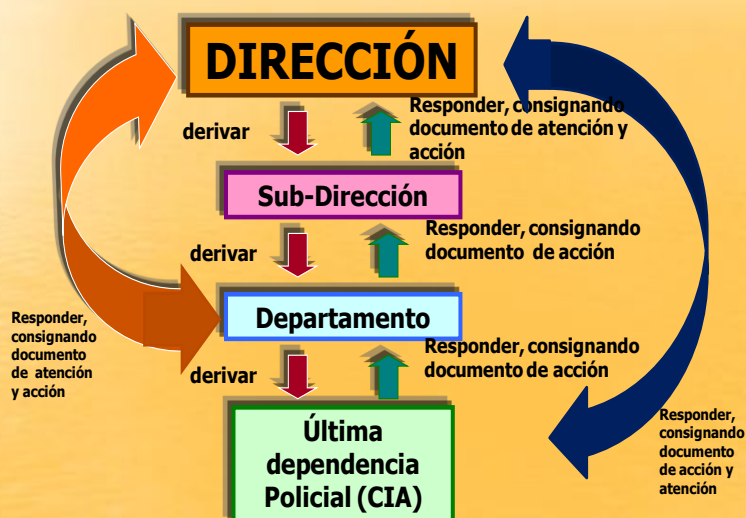 DIRECCIÓN
derivar
Responder, consignando
documento de atención y
acción
Sub-Dirección
derivar
Responder, consignando
documento de acción
Departamento
Responder,
consignando
documento
de atención
y acción
derivar
Responder, consignando
documento de acción
Última
dependencia
Policial (CIA)
Responder,
consignando
documento
de acción y
atención